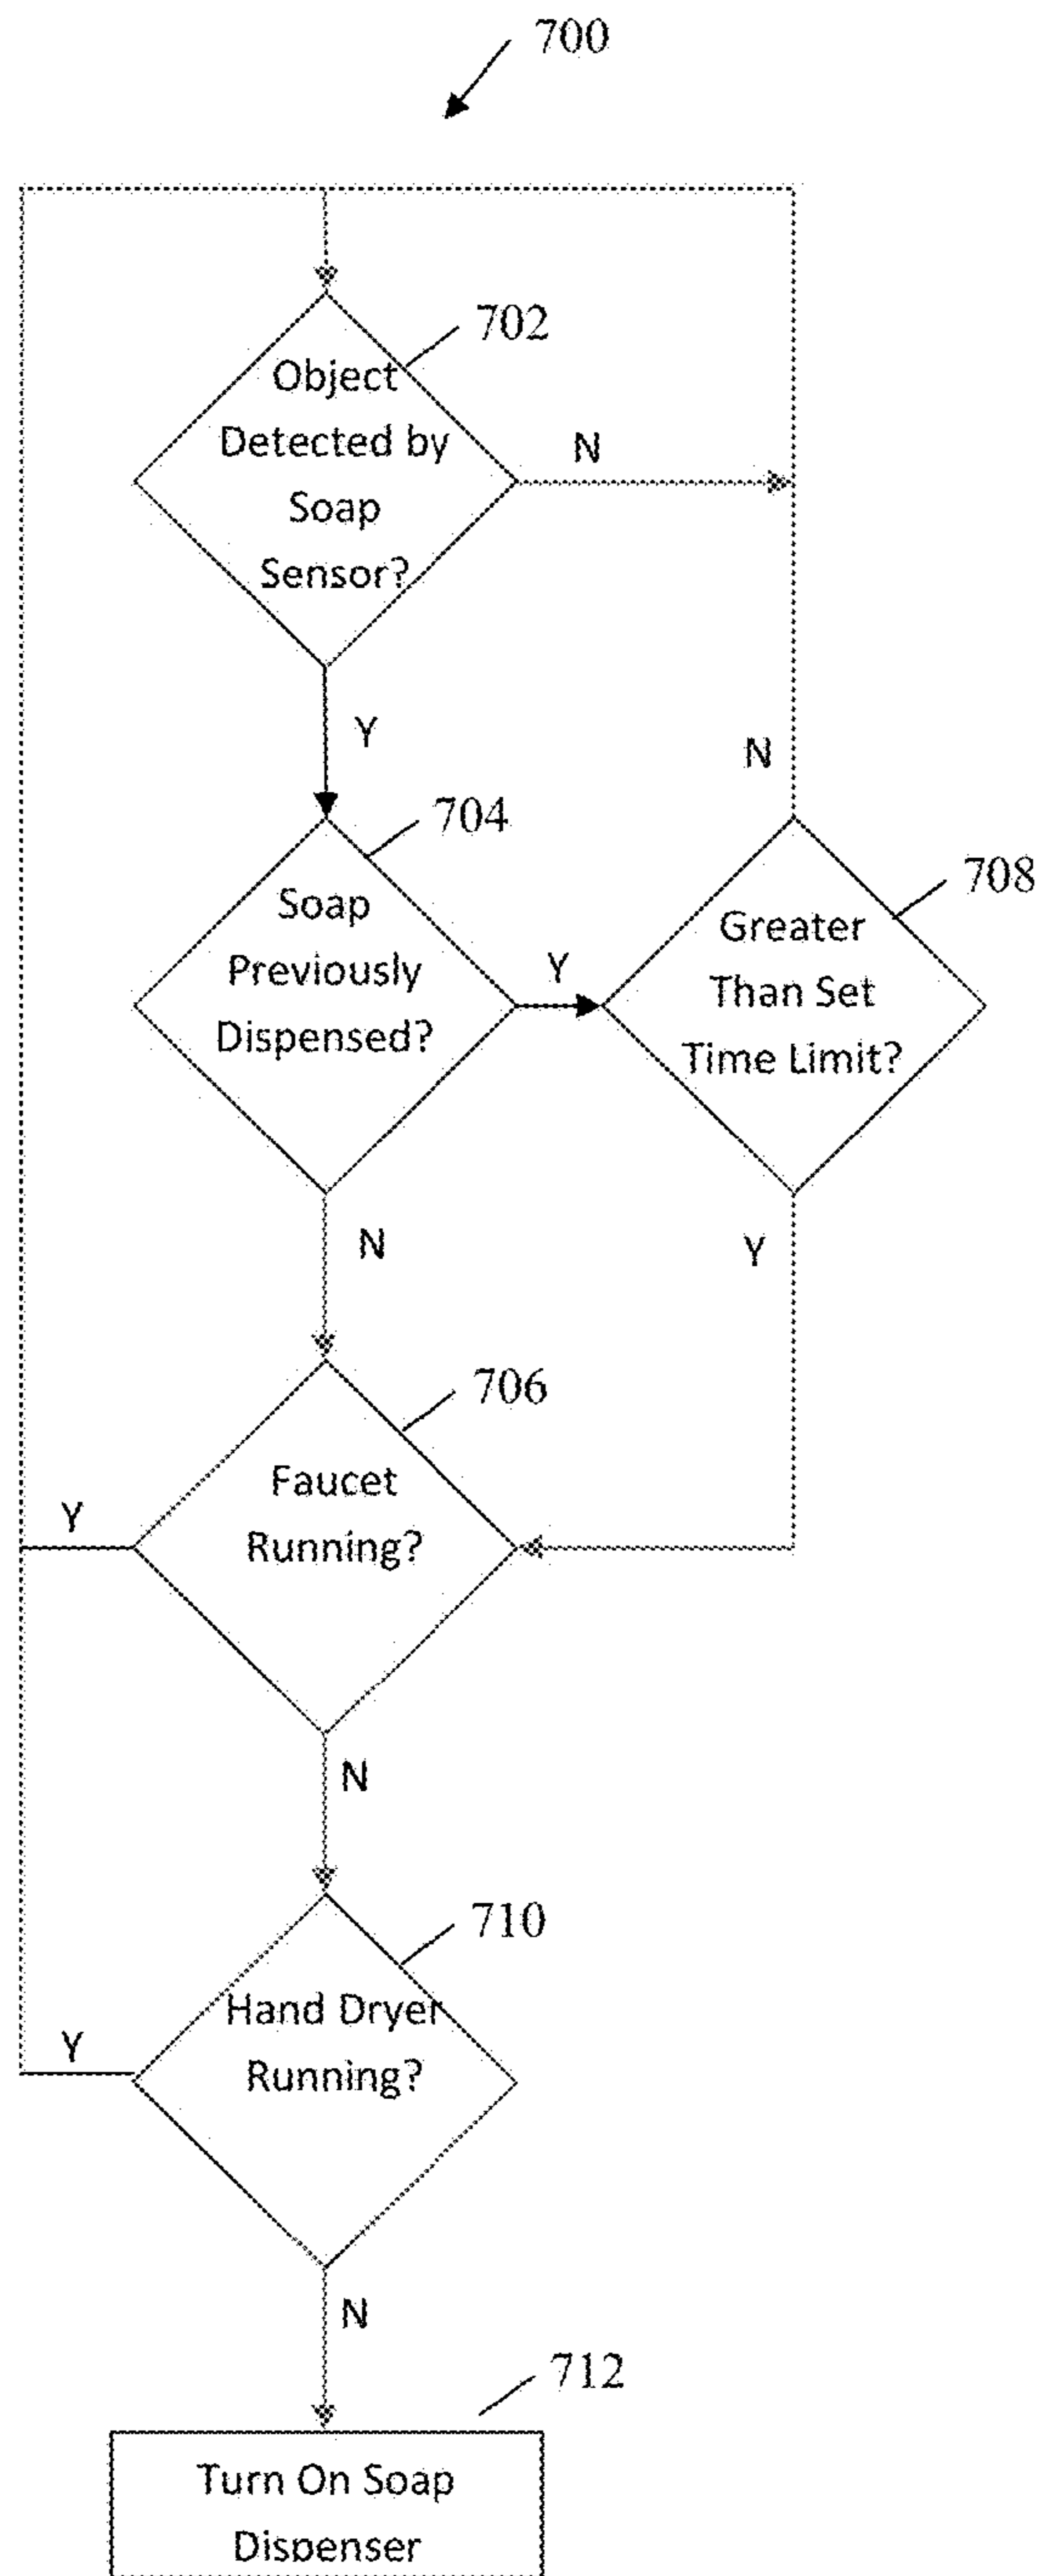 700
702
Object
Detected by
Soap
Sensor?
N
Y
704
Soap
Previously
Dispensed?
Y
N
708
Greater
Than Set
Time Limit?
N
Y
706
Faucet
Running?
Y
N
710
Hand Dryer
Running?
Y
N
712
Turn On Soap
Dispenser